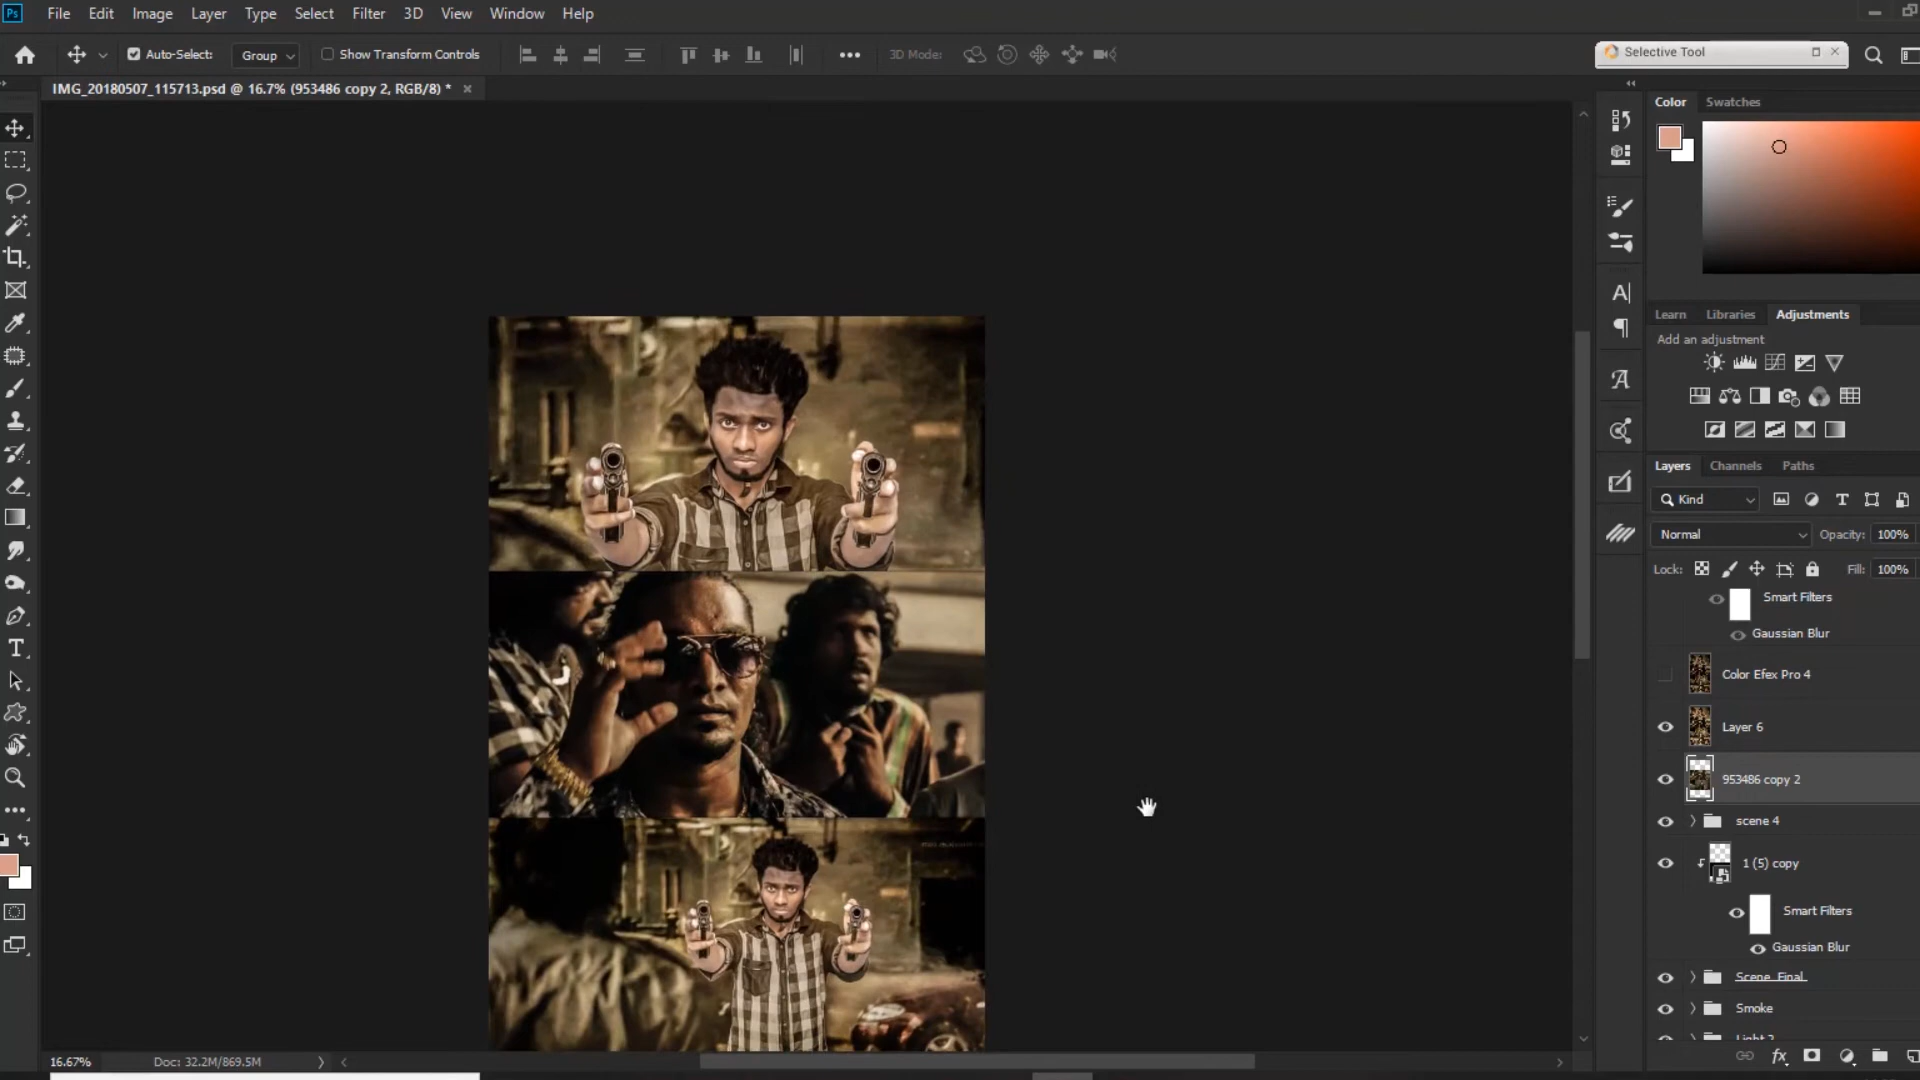 Ps File Edit Image Layer Type Select Filter 3D View Window Help
Auto-Select: Group Show Transform Controls 3D Mode: Selective Tool
IMG_20180507_115713.psd @ 16.7% (953486 copy 2, RGB/8) *
Color Swatches
Learn Libraries Adjustments
Add an adjustment
Layers Channels Paths
Kind
Normal Opacity: 100%
Lock: Fill: 100%
Smart Filters
Gaussian Blur
Color Efex Pro 4
Layer 6
953486 copy 2
scene 4
1 (5) copy
Smart Filters
Gaussian Blur
Scene Final
Smoke
Light 2
16.67% Doc: 32.2M/869.5M